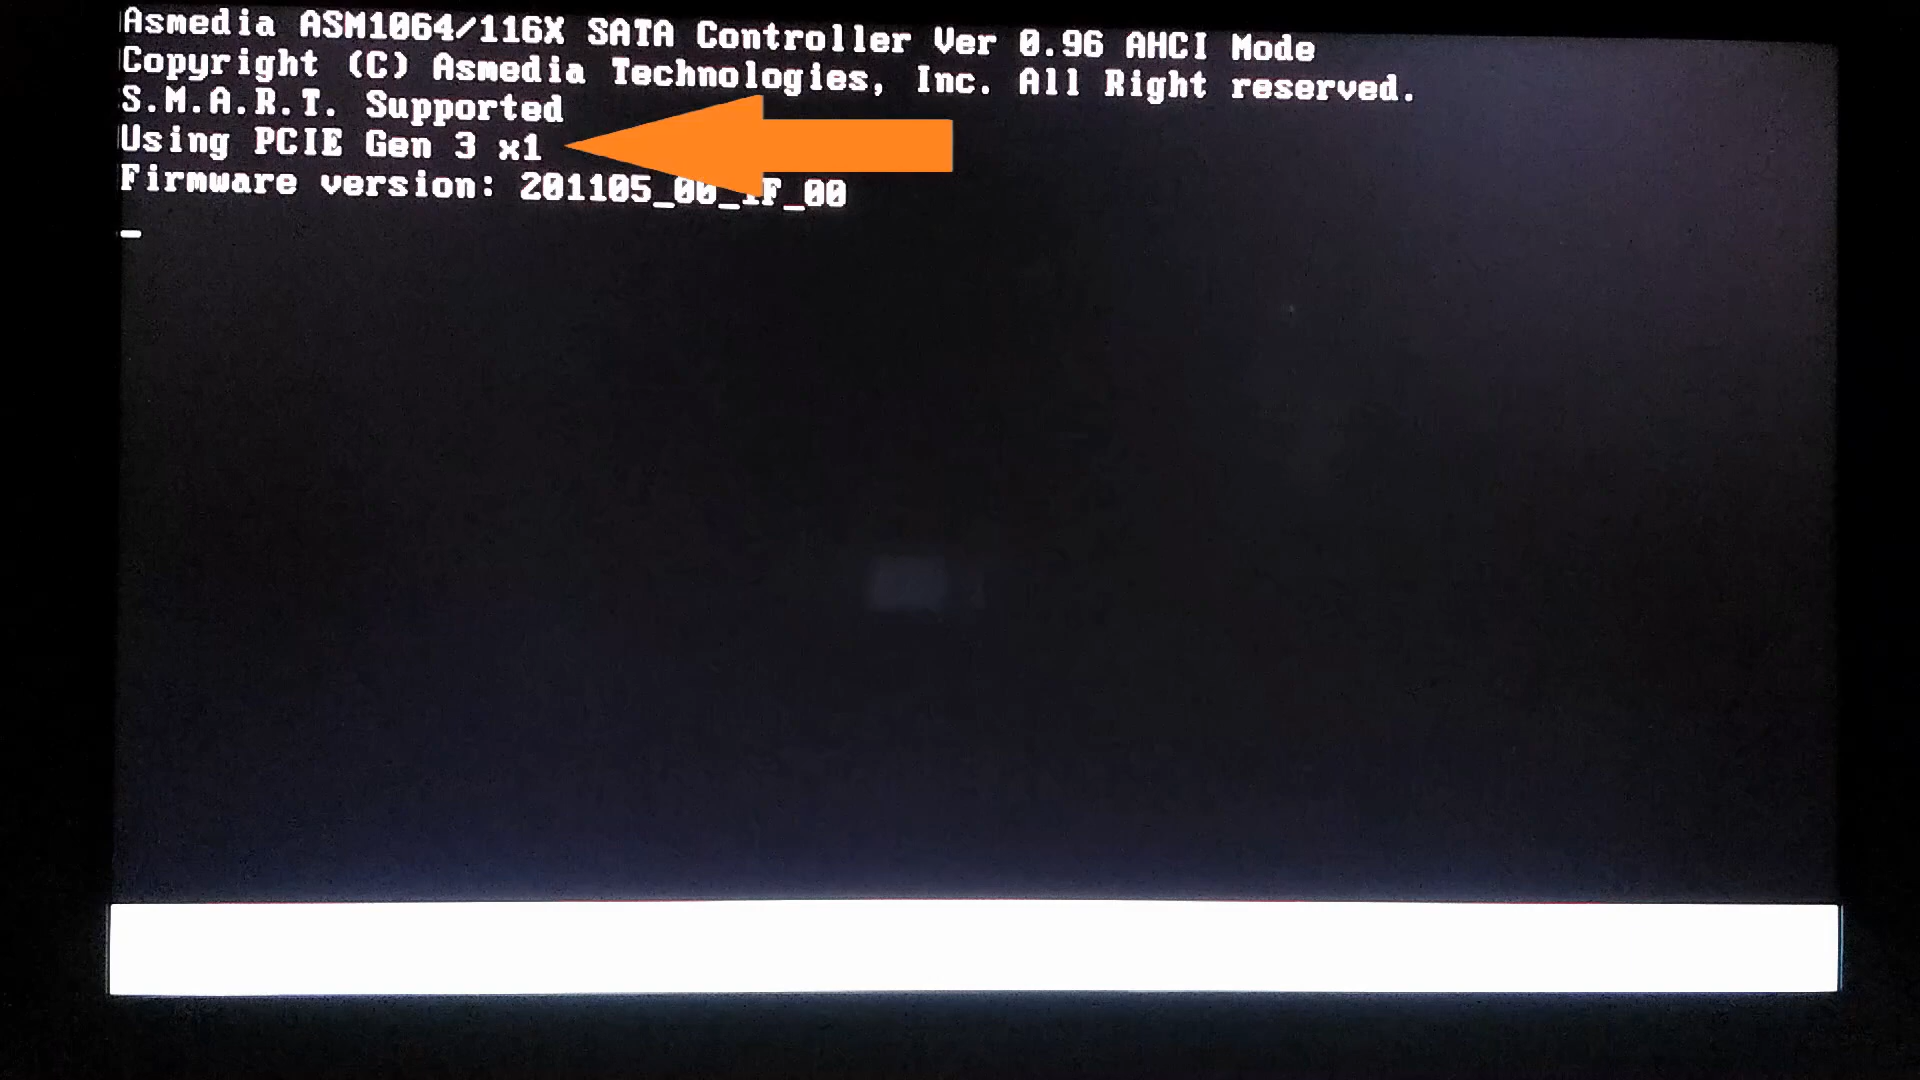 Asmedia ASM1064/116X SATA Controller Ver 0.96 AHCI Mode
Copyright (C) Asmedia Technologies, Inc. All Right reserved.
S.M.A.R.T. Supported
Using PCIE Gen 3 x1
Firmware version: 201105_00_1F_00